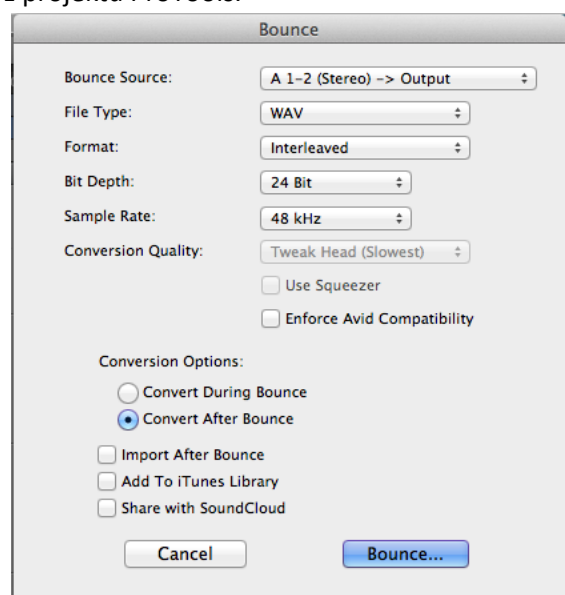 projektu ProTools.
Bounce
Bounce Source: A 1-2 (Stereo) -> Output
File Type: WAV
Format: Interleaved
Bit Depth: 24 Bit
Sample Rate: 48 kHz
Conversion Quality: Tweak Head (Slowest)
Use Squeezer
Enforce Avid Compatibility
Conversion Options:
Convert During Bounce
Convert After Bounce
Import After Bounce
Add To iTunes Library
Share with SoundCloud
Cancel Bounce...